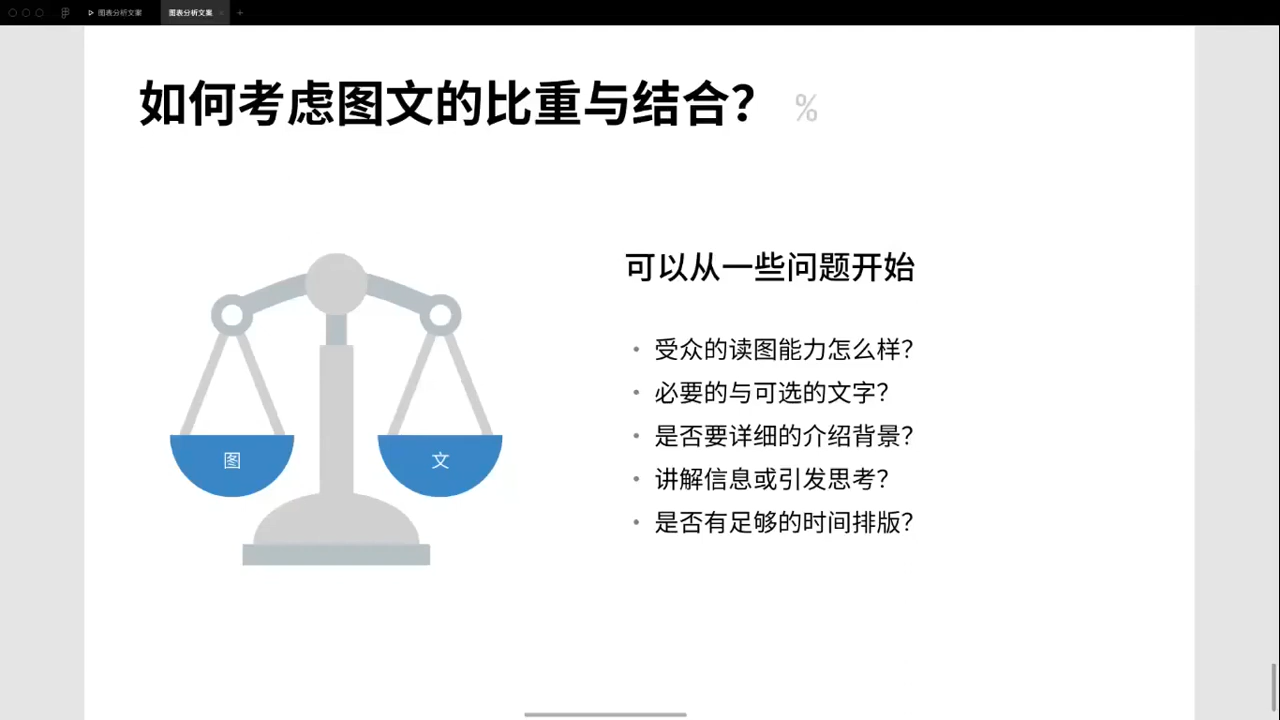 图表分析文案
图表分析文案
如何考虑图文的比重与结合？ %
可以从一些问题开始
• 受众的读图能力怎么样？
• 必要的与可选的文字？
• 是否要详细的介绍背景？
• 讲解信息或引发思考？
• 是否有足够的时间排版？
图
文